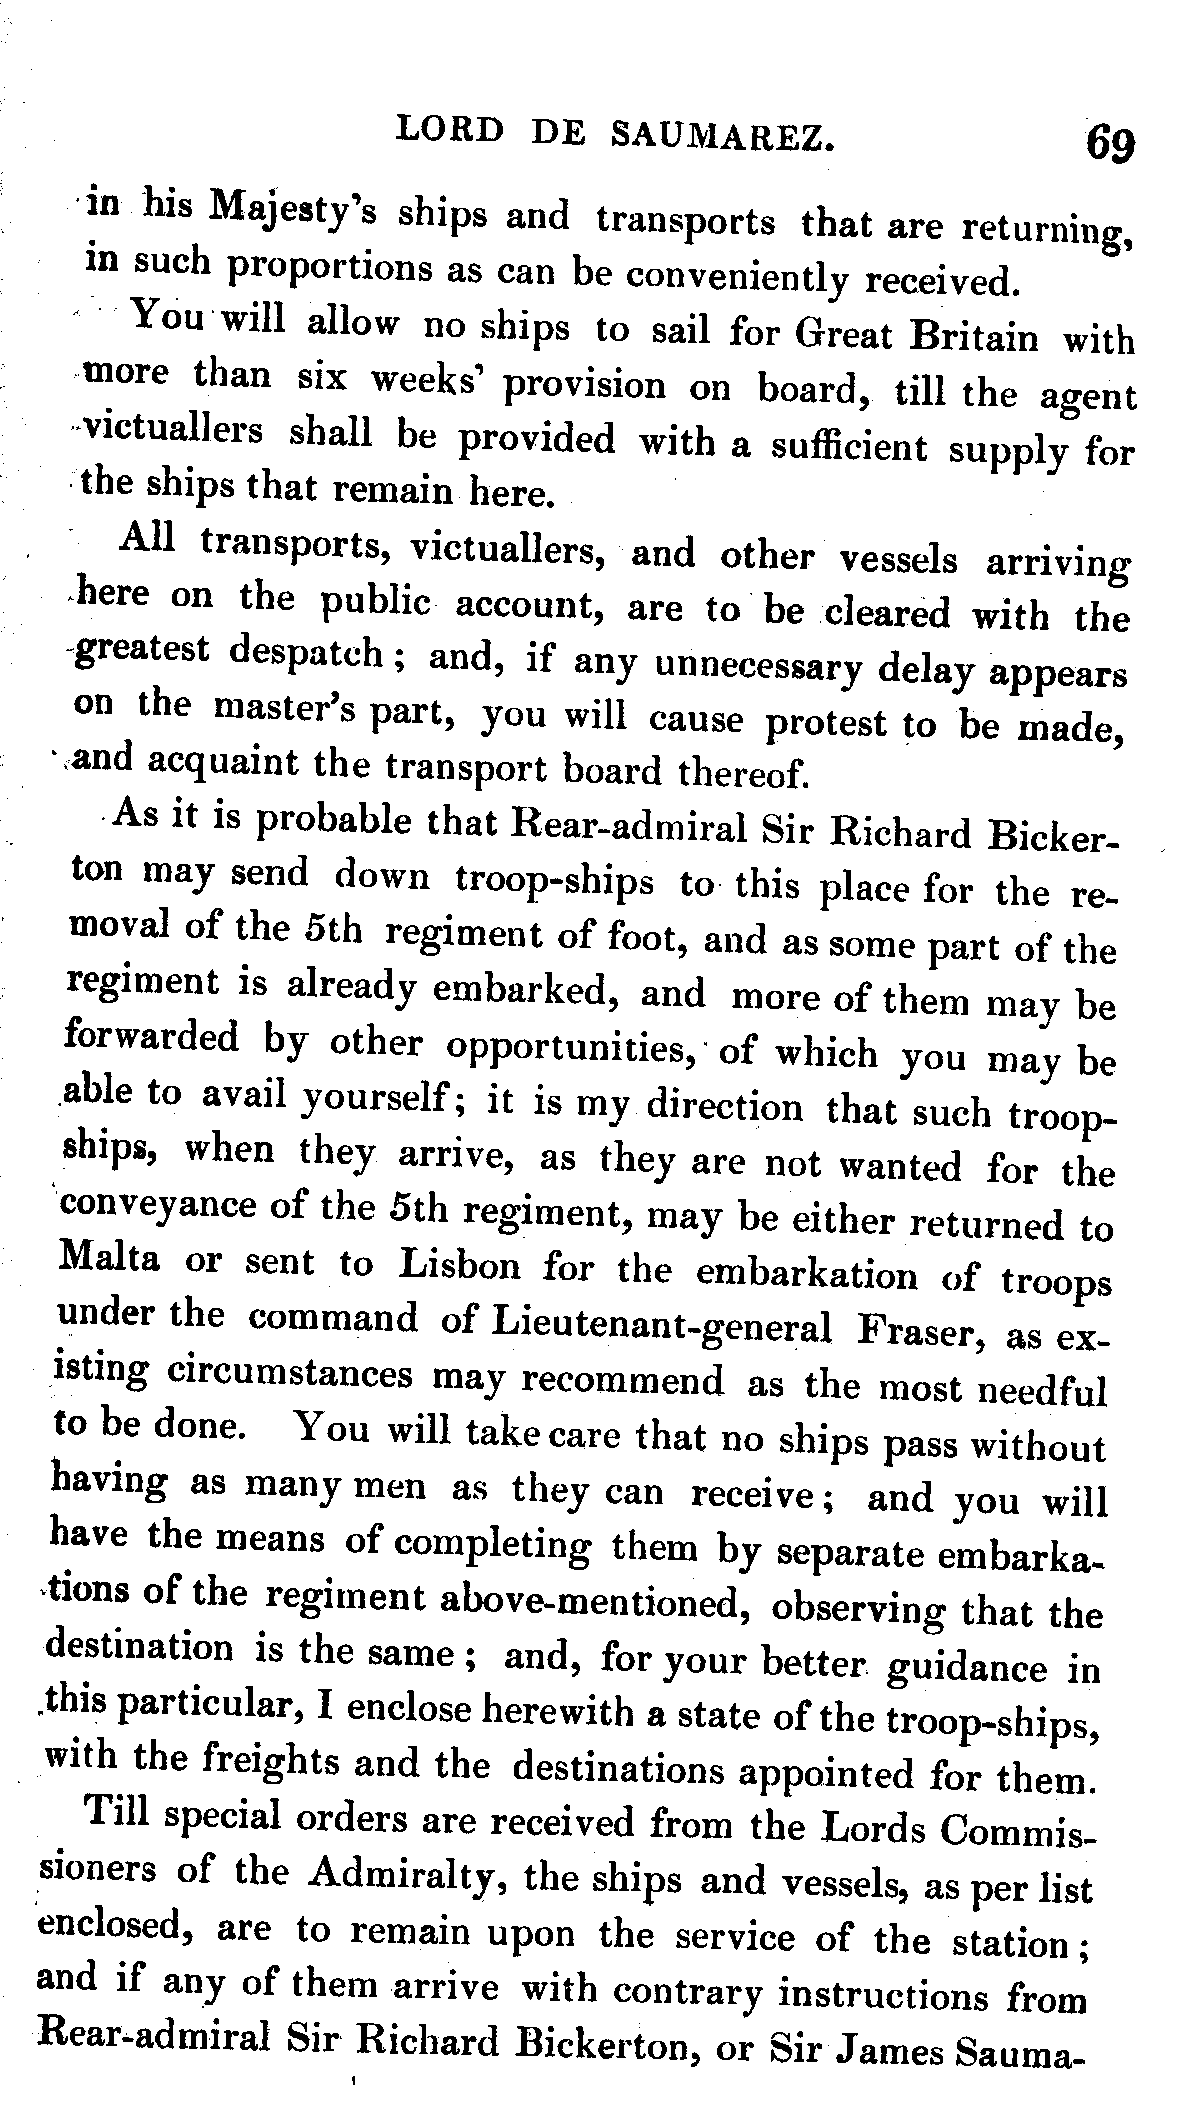 LORD DE SAUMAREZ. 69
in his Majesty's ships and transports that are returning,
in such proportions as can be conveniently received.
You will allow no ships to sail for Great Britain with
more than six weeks' provision on board, till the agent
victuallers shall be provided with a sufficient supply for
the ships that remain here.
All transports, victuallers, and other vessels arriving
here on the public account, are to be cleared with the
greatest despatch; and, if any unnecessary delay appears
on the master's part, you will cause protest to be made,
and acquaint the transport board thereof.
As it is probable that Rear-admiral Sir Richard Bicker-
ton may send down troop-ships to this place for the re-
moval of the 5th regiment of foot, and as some part of the
regiment is already embarked, and more of them may be
forwarded by other opportunities, of which you may be
able to avail yourself; it is my direction that such troop-
ships, when they arrive, as they are not wanted for the
conveyance of the 5th regiment, may be either returned to
Malta or sent to Lisbon for the embarkation of troops
under the command of Lieutenant-general Fraser, as ex-
isting circumstances may recommend as the most needful
to be done. You will take care that no ships pass without
having as many men as they can receive; and you will
have the means of completing them by separate embarka-
tions of the regiment above-mentioned, observing that the
destination is the same; and, for your better guidance in
this particular, I enclose herewith a state of the troop-ships,
with the freights and the destinations appointed for them.
Till special orders are received from the Lords Commis-
sioners of the Admiralty, the ships and vessels, as per list
enclosed, are to remain upon the service of the station;
and if any of them arrive with contrary instructions from
Rear-admiral Sir Richard Bickerton, or Sir James Sauma-